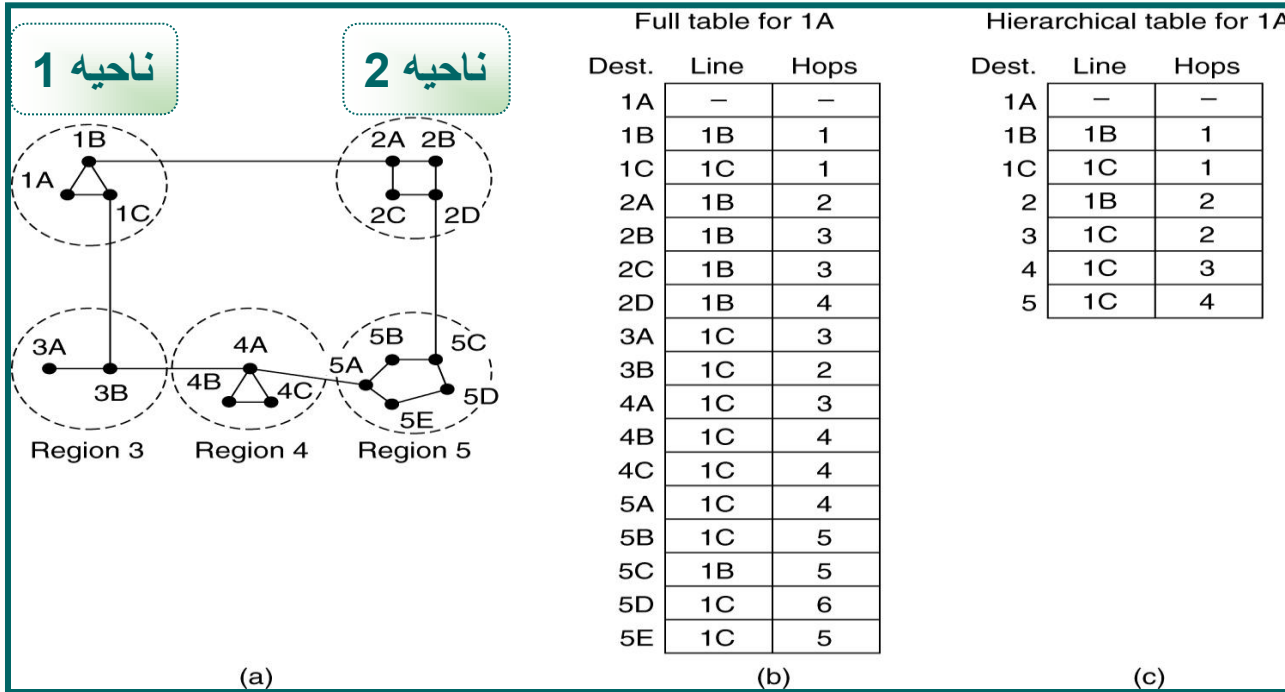 ناحیه 1
ناحیه 2
1B
1A
1C
2A 2B
2C 2D
3A
3B
4A
4B
4C
5A
5B
5C
5D
5E
Region 3 Region 4 Region 5
(a)
Full table for 1A
Dest. Line Hops
1A – –
1B 1B 1
1C 1C 1
2A 1B 2
2B 1B 3
2C 1B 3
2D 1B 4
3A 1C 3
3B 1C 2
4A 1C 3
4B 1C 4
4C 1C 4
5A 1C 4
5B 1C 5
5C 1B 5
5D 1C 6
5E 1C 5
(b)
Hierarchical table for 1A
Dest. Line Hops
1A – –
1B 1B 1
1C 1C 1
2 1B 2
3 1C 2
4 1C 3
5 1C 4
(c)